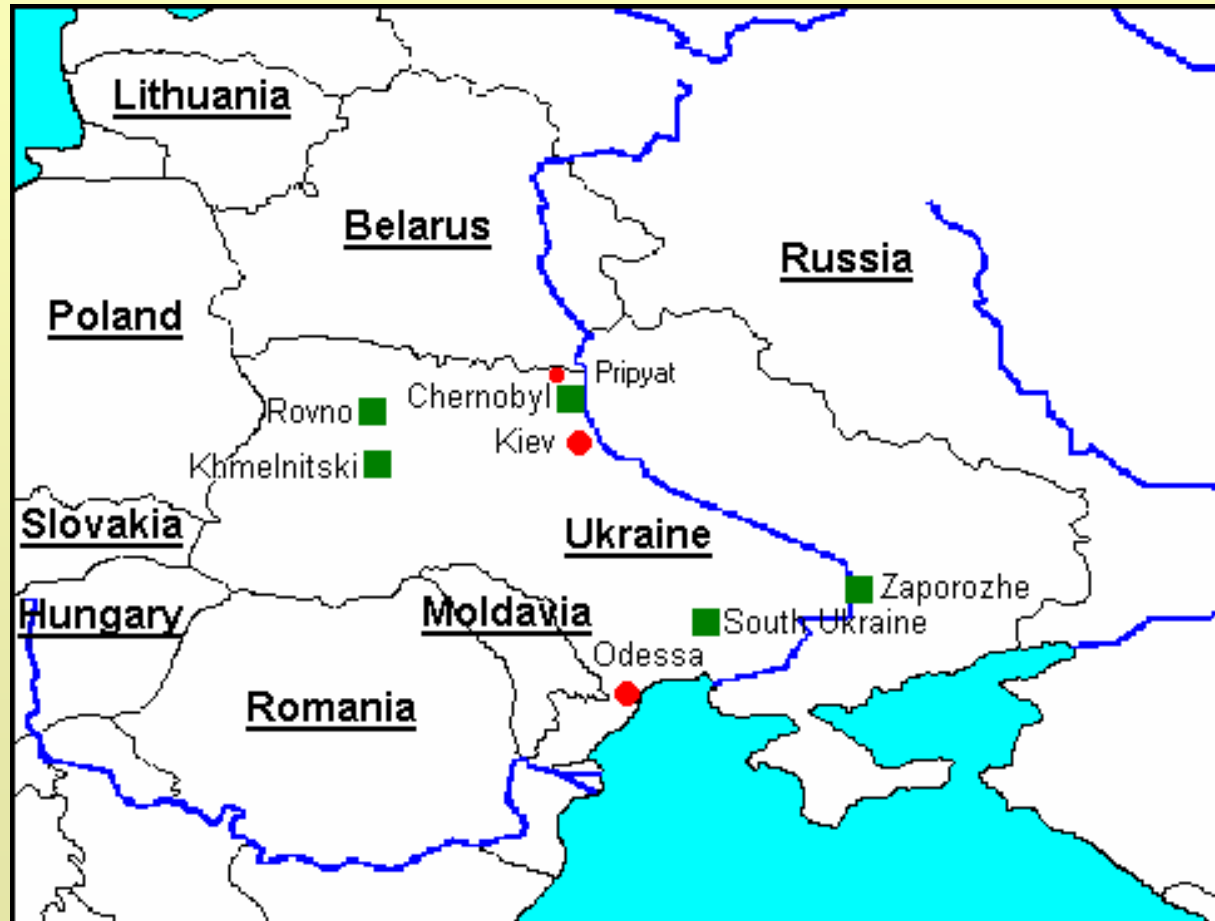 Lithuania
Belarus
Russia
Poland
Pripyat
Chernobyl
Rovno
Kiev
Khmelnitski
Slovakia
Ukraine
Zaporozhe
Hungary
Moldavia
South Ukraine
Odessa
Romania